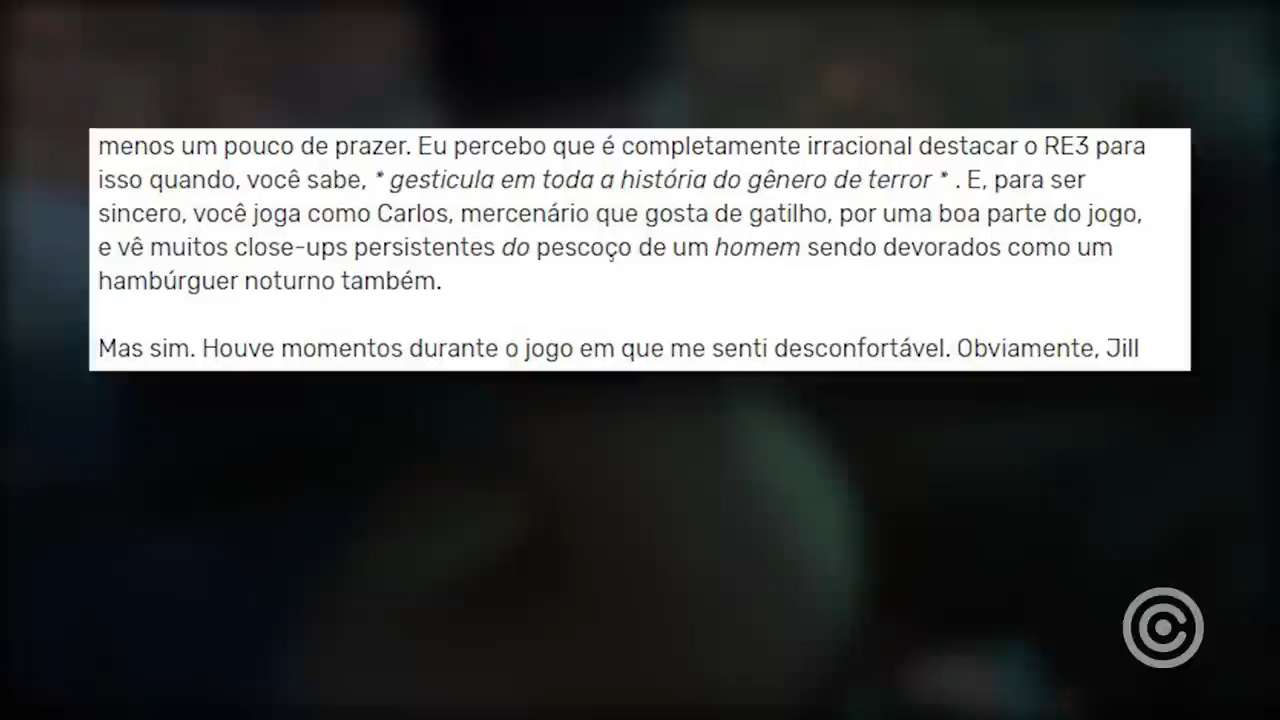 menos um pouco de prazer. Eu percebo que é completamente irracional destacar o RE3 para
isso quando, você sabe, * gesticula em toda a história do gênero de terror * . E, para ser
sincero, você joga como Carlos, mercenário que gosta de gatilho, por uma boa parte do jogo,
e vê muitos close-ups persistentes do pescoço de um homem sendo devorados como um
hambúrguer noturno também.
Mas sim. Houve momentos durante o jogo em que me senti desconfortável. Obviamente, Jill